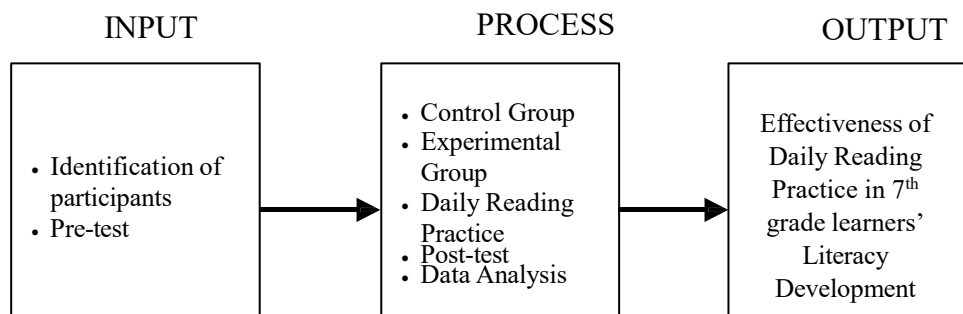 INPUT
• Identification of
participants
• Pre-test
PROCESS
• Control Group
• Experimental
Group
• Daily Reading
Practice
• Post-test
• Data Analysis
OUTPUT
Effectiveness of
Daily Reading
Practice in 7th
grade learners’
Literacy
Development